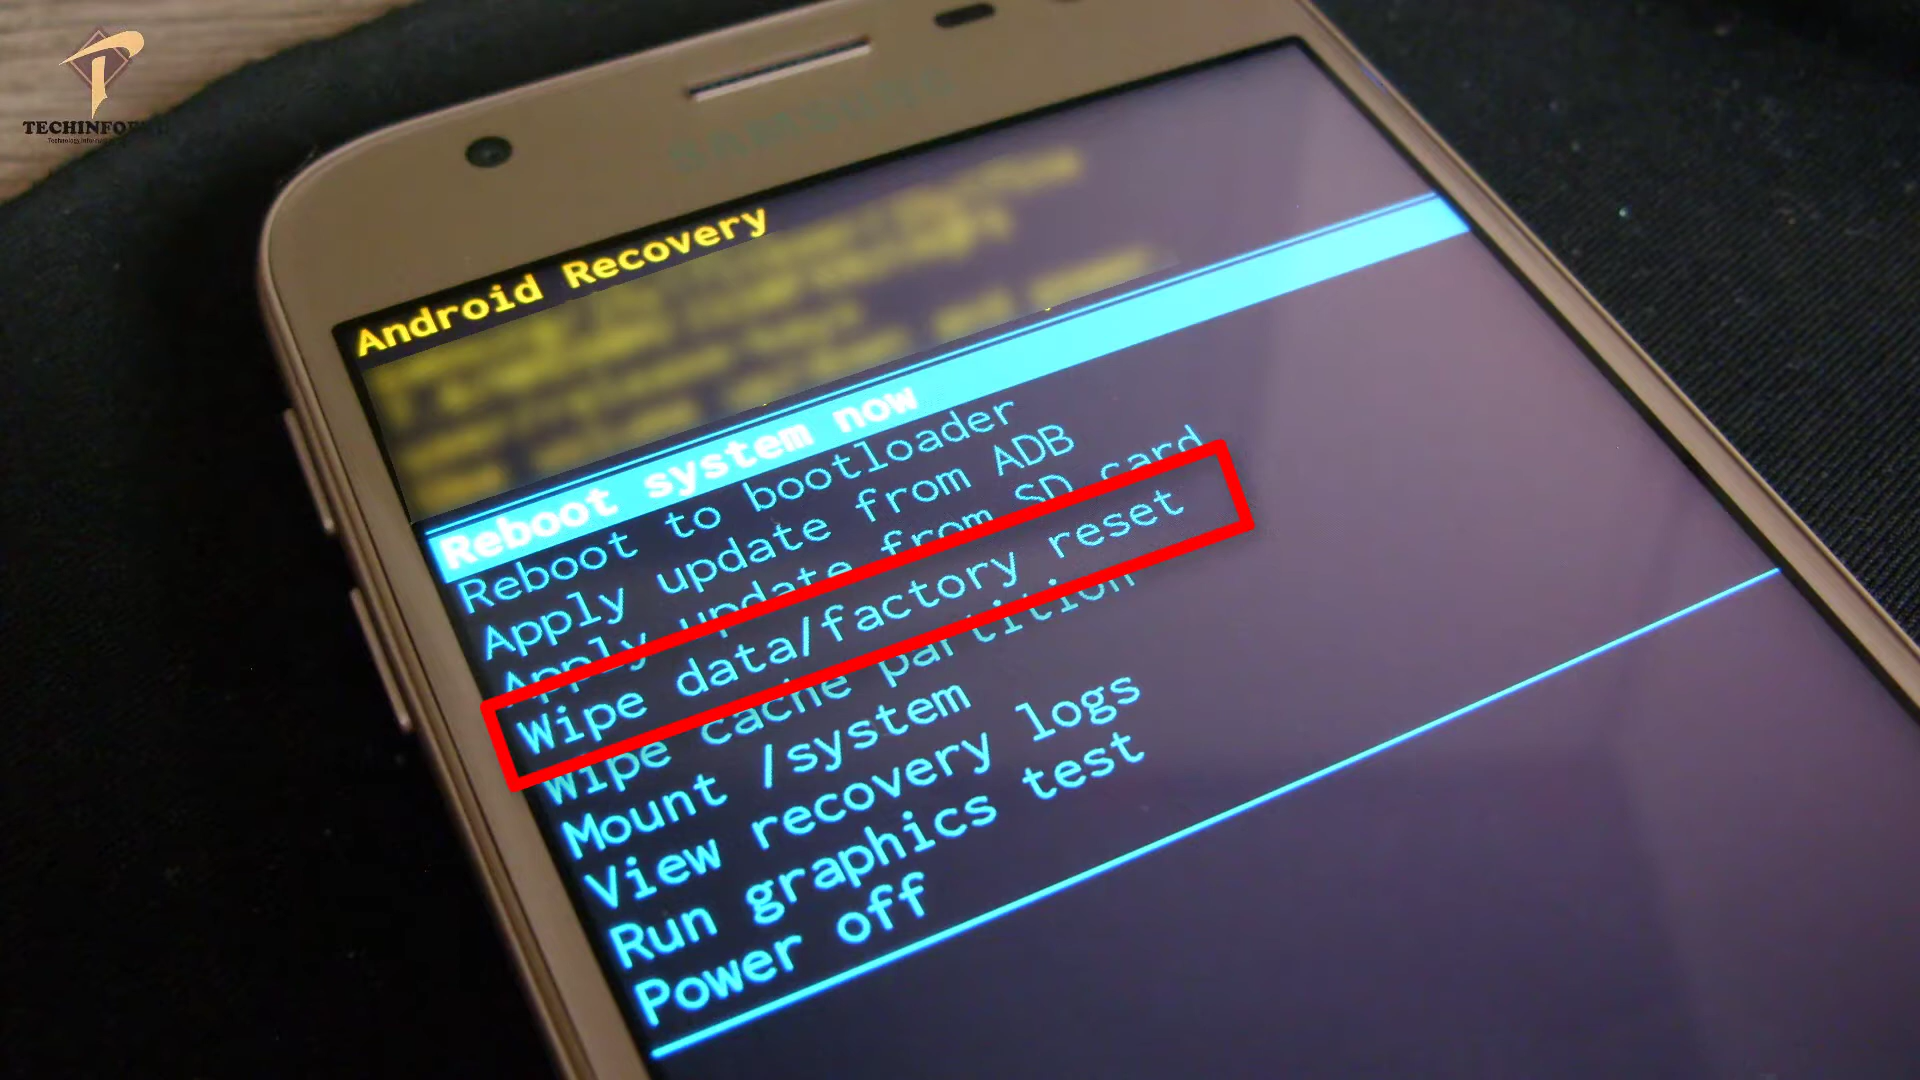 SAMSUNG
Android Recovery
Reboot system now
Reboot to bootloader
Apply update from ADB
Apply update from SD card
Wipe data/factory reset
Wipe cache partition
Mount /system
View recovery logs
Run graphics test
Power off